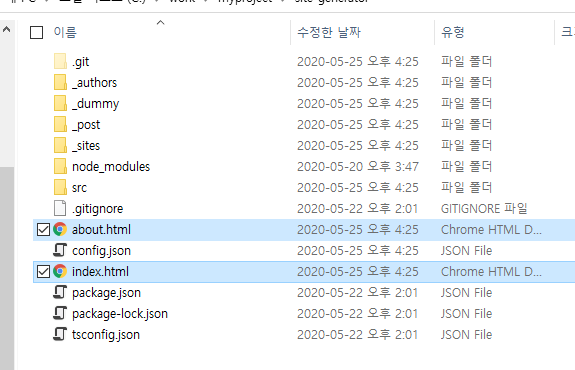 work myproject site-generator
이름 수정한 날짜 유형 크
.git 2020-05-25 오후 4:25 파일 폴더
_authors 2020-05-25 오후 4:25 파일 폴더
_dummy 2020-05-25 오후 4:25 파일 폴더
_post 2020-05-25 오후 4:25 파일 폴더
_sites 2020-05-25 오후 4:25 파일 폴더
node_modules 2020-05-20 오후 3:47 파일 폴더
src 2020-05-25 오후 4:25 파일 폴더
.gitignore 2020-05-22 오후 2:01 GITIGNORE 파일
about.html 2020-05-25 오후 4:25 Chrome HTML D...
config.json 2020-05-25 오후 4:25 JSON File
index.html 2020-05-25 오후 4:25 Chrome HTML D...
package.json 2020-05-22 오후 2:01 JSON File
package-lock.json 2020-05-22 오후 2:01 JSON File
tsconfig.json 2020-05-22 오후 2:01 JSON File